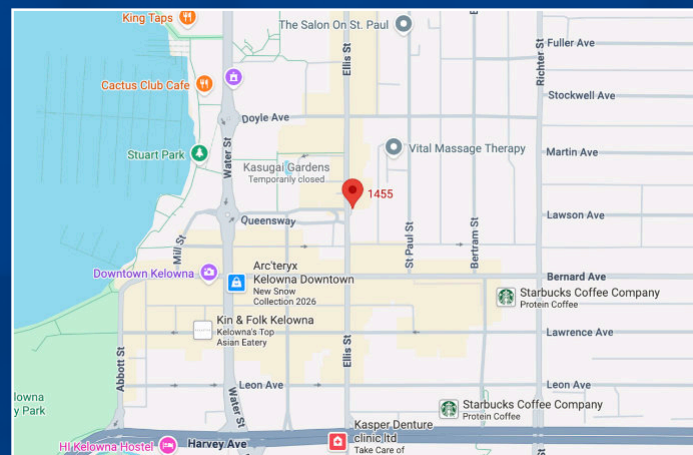 King Taps
The Salon On St. Paul
E
Ellis St
Richter St
Fuller Ave
Cactus Club Cafe
Stockwell Ave
Doyle Ave
Stuart Park
Water St
Vital Massage Therapy
Martin Ave
Kasugai Gardens
Temporarily closed
1455
Queensway
Lawson Ave
Mill St
St Paul St
Bertram St
Downtown Kelowna
Arc'teryx
Kelowna Downtown
New Snow
Collection 2026
Bernard Ave
Starbucks Coffee Company
Protein Coffee
Kin & Folk Kelowna
Kelowna's Top
Asian Eatery
Ellis St
Lawrence Ave
Abbott St
Leon Ave
Leon Ave
lowna
y Park
Water St
Starbucks Coffee Company
Protein Coffee
Kasper Denture
clinic ltd
Take Care of
HI Kelowna Hostel
Harvey Ave
St